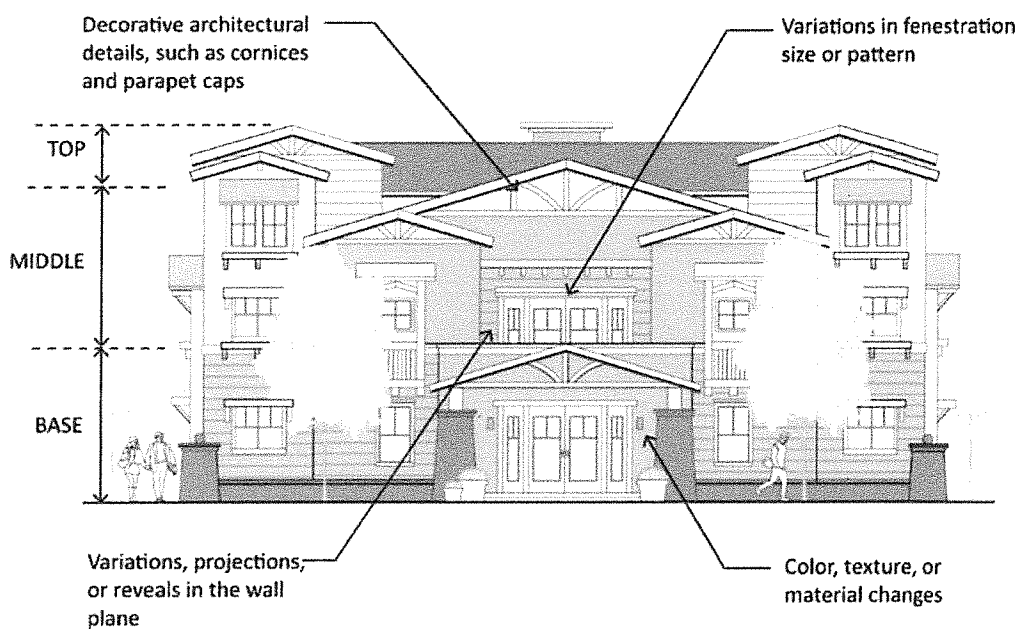 Decorative architectural
details, such as cornices
and parapet caps
Variations in fenestration
size or pattern
TOP
MIDDLE
BASE
Variations, projections,
or reveals in the wall
plane
Color, texture, or
material changes